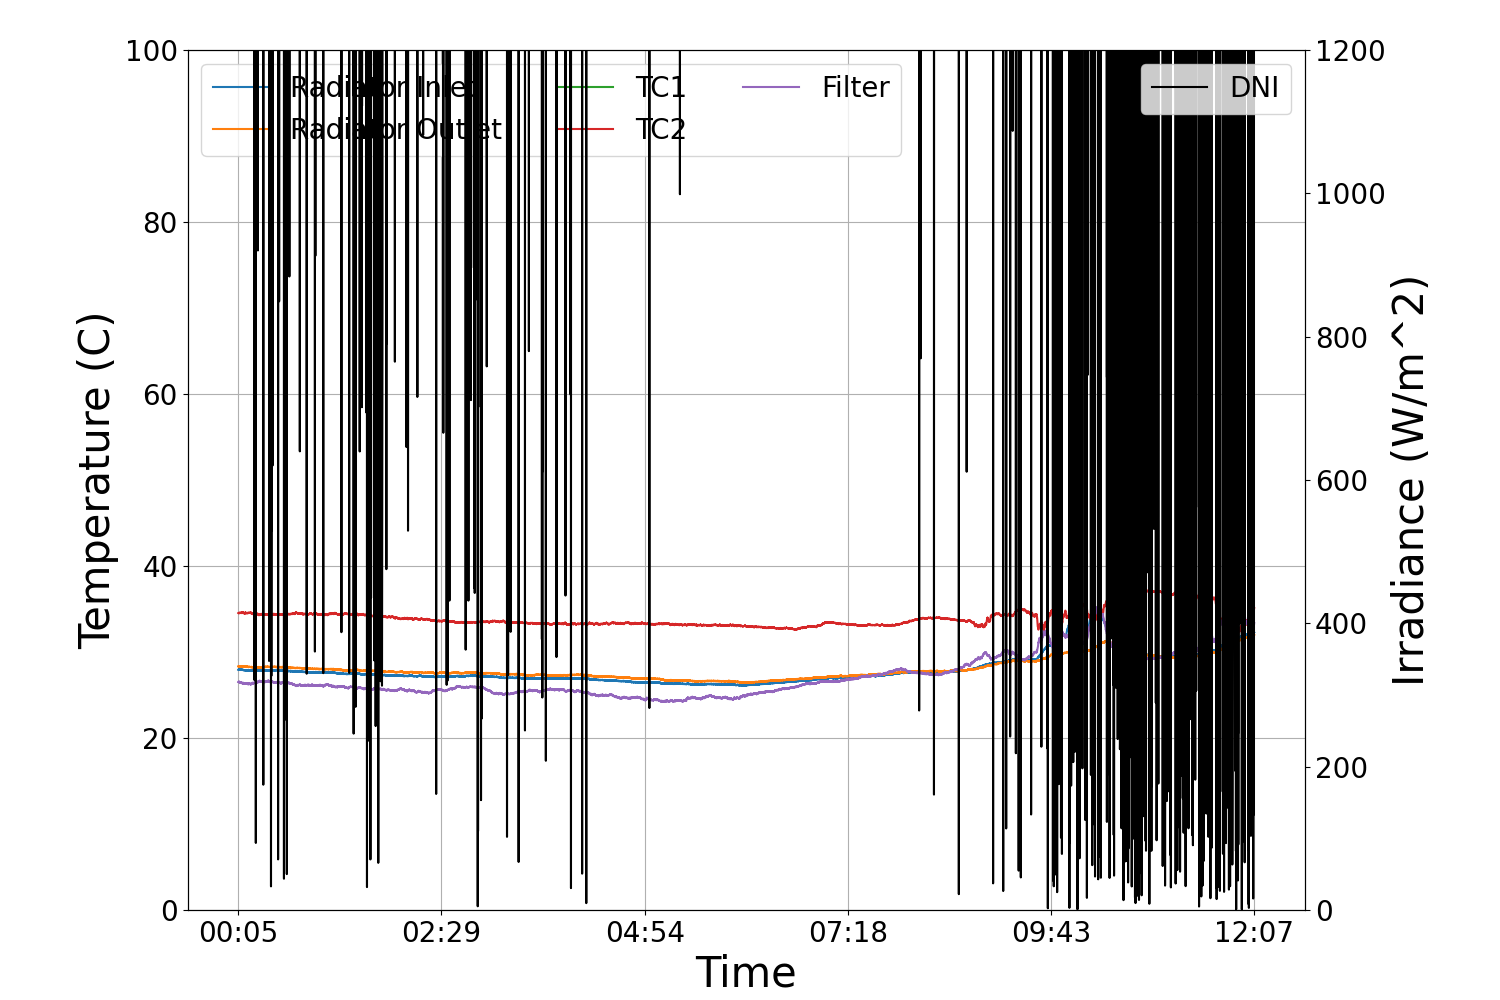 100
80
60
40
20
0
Temperature (C)
Radiator Inlet
Radiator Outlet
TC1
TC2
Filter
DNI
1200
1000
800
600
400
200
0
Irradiance (W/m^2)
00:05
02:29
04:54
07:18
09:43
12:07
Time